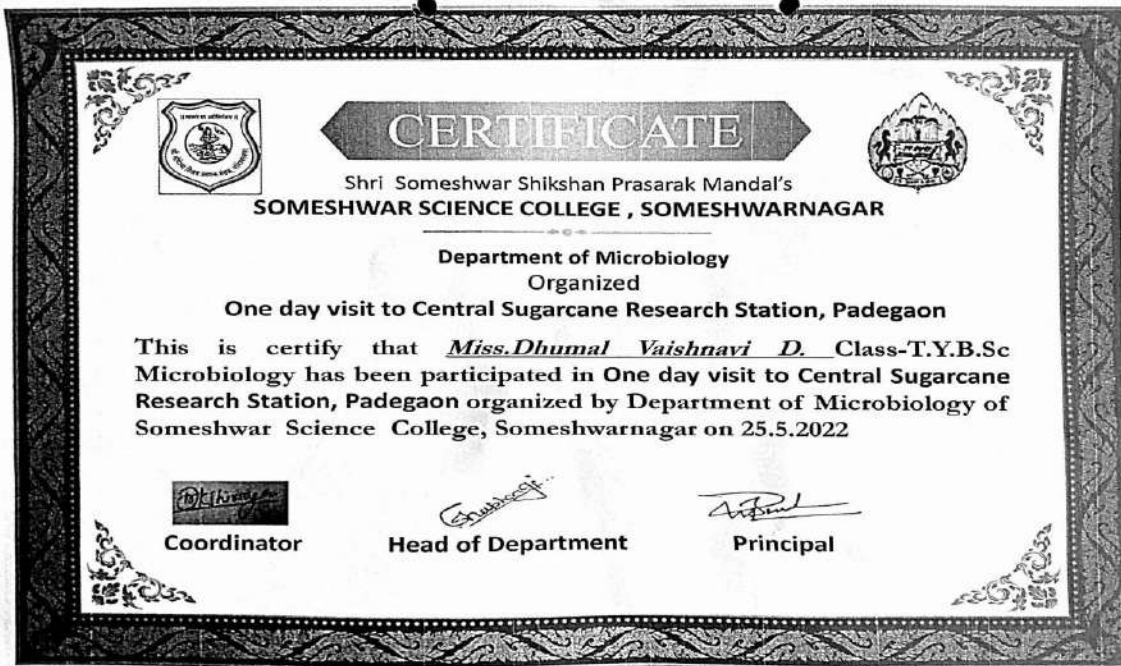 CERTIFICATE
Shri Someshwar Shikshan Prasarak Mandal's
SOMESHWAR SCIENCE COLLEGE , SOMESHWARNAGAR
Department of Microbiology
Organized
One day visit to Central Sugarcane Research Station, Padegaon
This is certify that Miss.Dhumal Vaishnavi D. Class-T.Y.B.Sc
Microbiology has been participated in One day visit to Central Sugarcane
Research Station, Padegaon organized by Department of Microbiology of
Someshwar Science College, Someshwarnagar on 25.5.2022
Coordinator
Head of Department
Principal